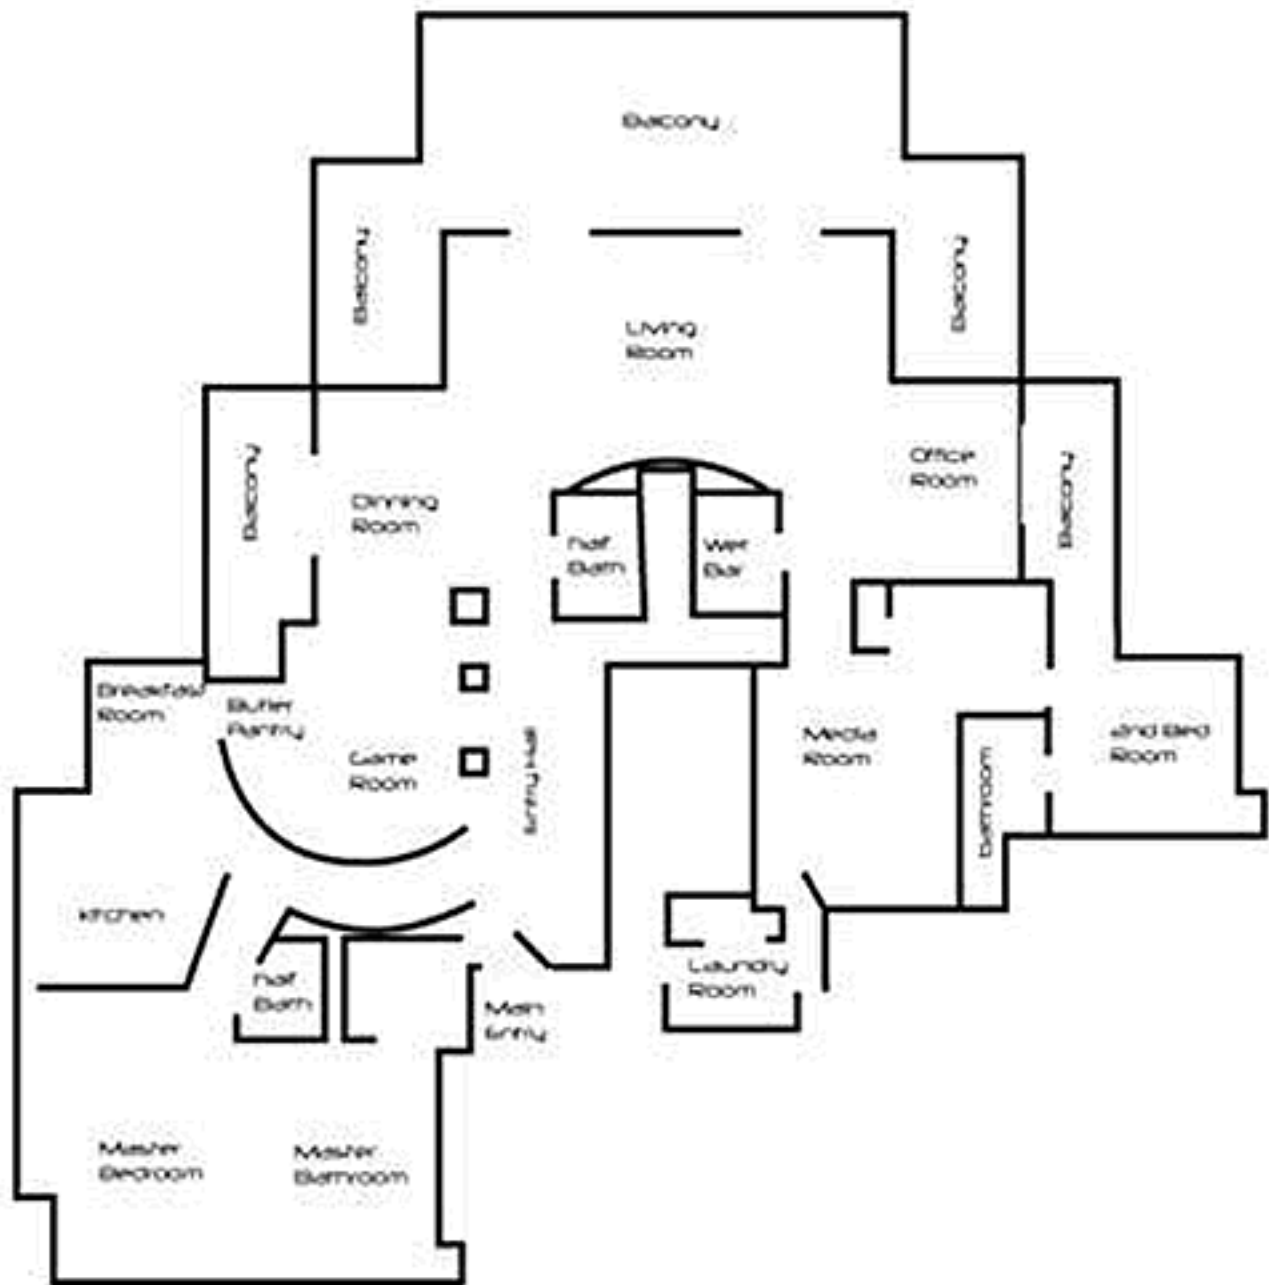 Balcony
Balcony
Balcony
Living
Room
Office
Room
Balcony
Balcony
Dinning
Room
Half
Bath
Wet
Bar
Breakfast
Room
Butler
Pantry
Game
Room
Entry
Media
Room
2nd Bed
Room
Bathroom
Kitchen
Half
Bath
Laundry
Room
Main
Entry
Master
Bedroom
Master
Bathroom